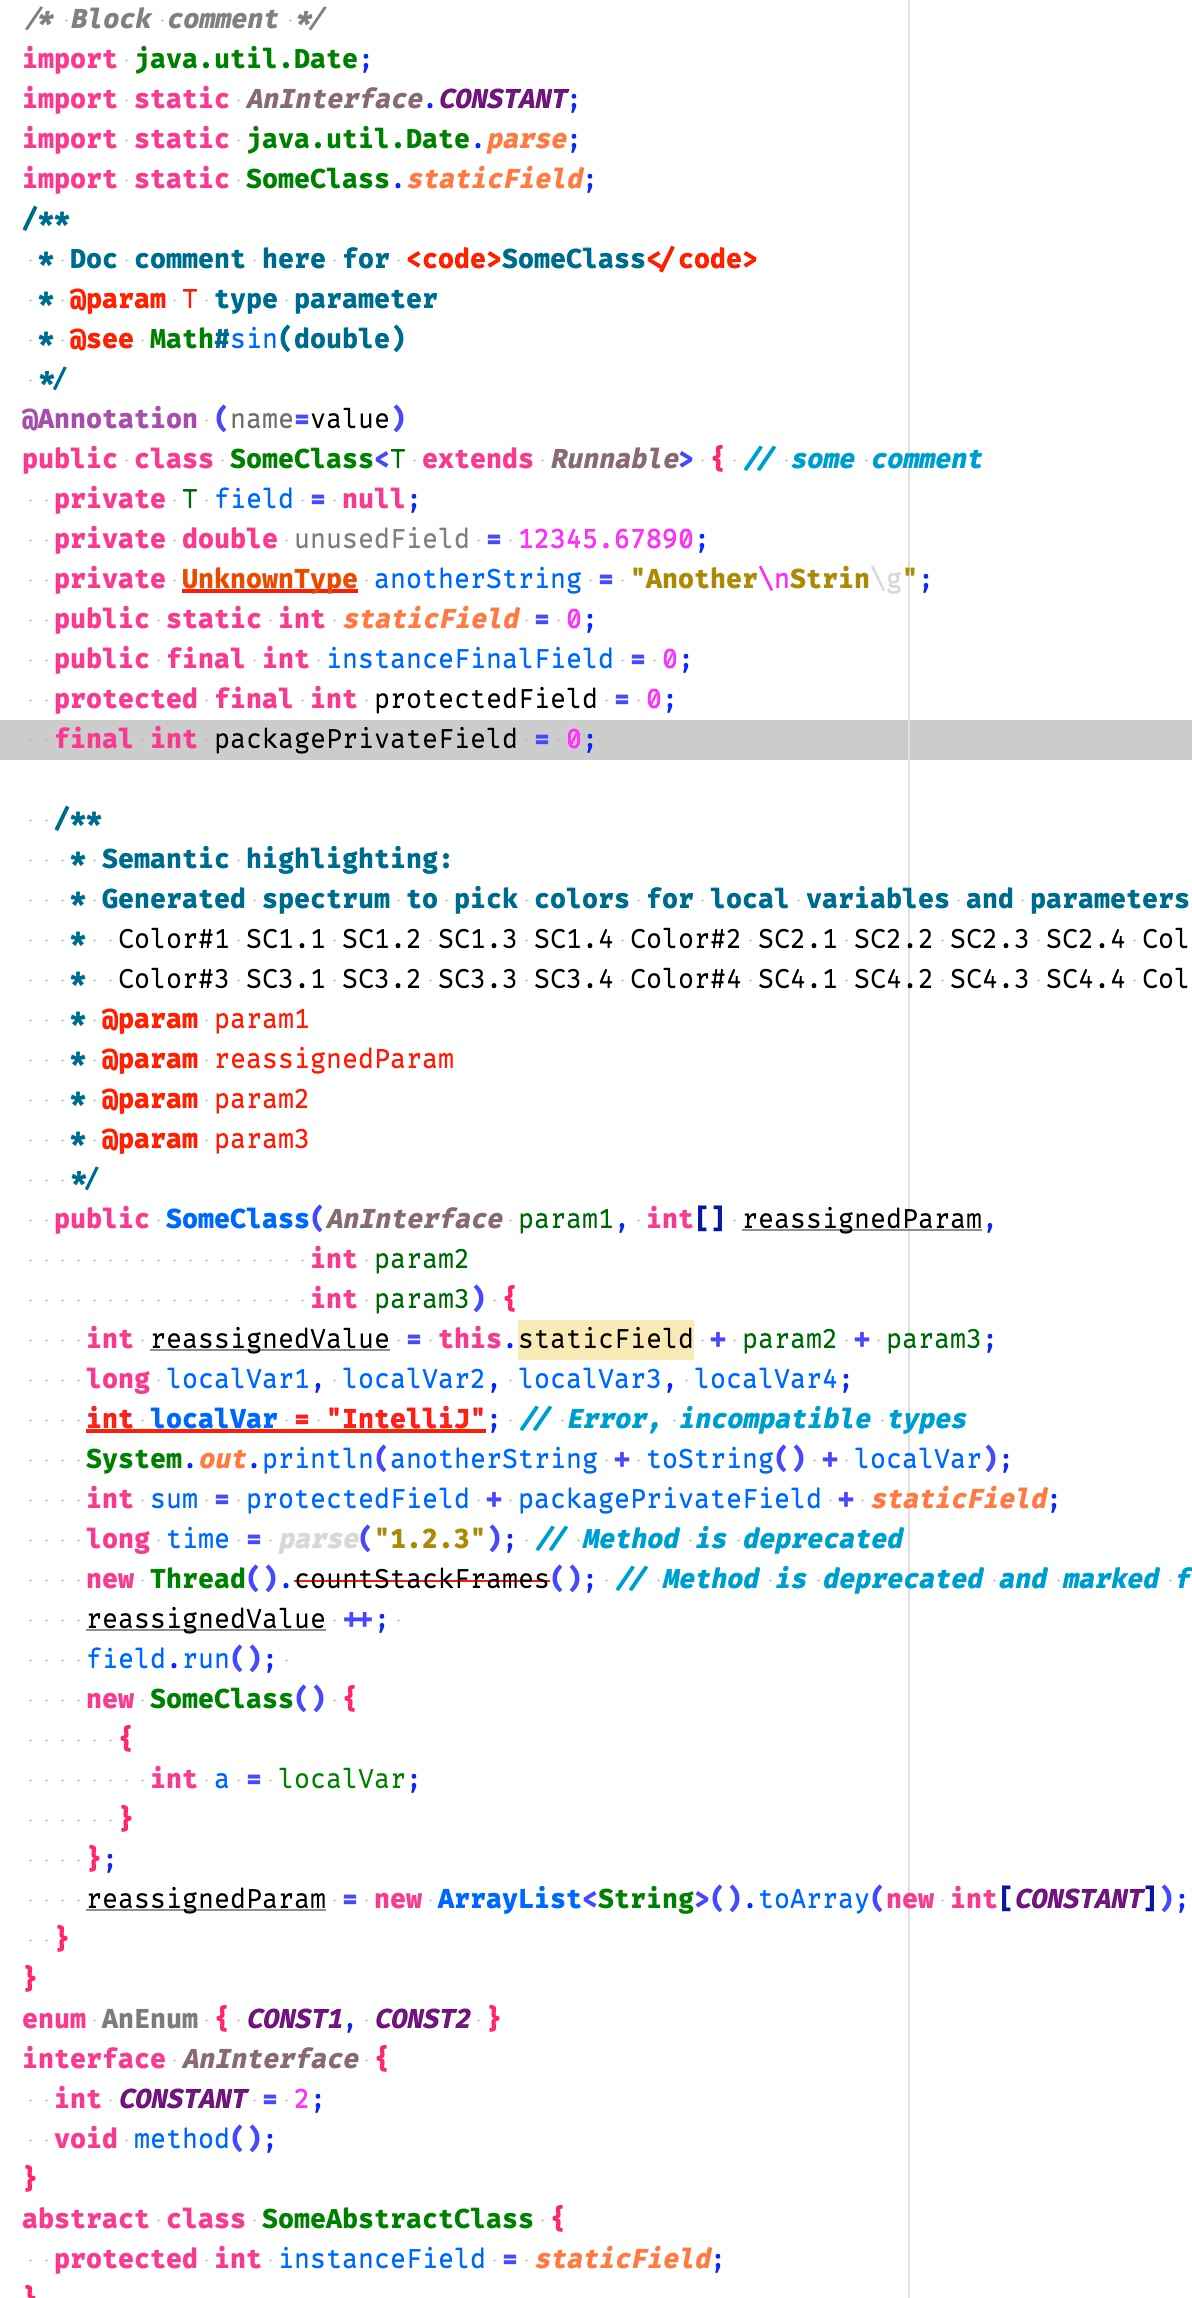 /* Block comment */
import java.util.Date;
import static AnInterface.CONSTANT;
import static java.util.Date.parse;
import static SomeClass.staticField;
/**
 * Doc comment here for <code>SomeClass</code>
 * @param T type parameter
 * @see Math#sin(double)
 */
@Annotation (name=value)
public class SomeClass<T extends Runnable> { // some comment
  private T field = null;
  private double unusedField = 12345.67890;
  private UnknownType anotherString = "Another\nStrin\g";
  public static int staticField = 0;
  public final int instanceFinalField = 0;
  protected final int protectedField = 0;
  final int packagePrivateField = 0;

  /**
   * Semantic highlighting:
   * Generated spectrum to pick colors for local variables and parameters
   *  Color#1 SC1.1 SC1.2 SC1.3 SC1.4 Color#2 SC2.1 SC2.2 SC2.3 SC2.4 Col
   *  Color#3 SC3.1 SC3.2 SC3.3 SC3.4 Color#4 SC4.1 SC4.2 SC4.3 SC4.4 Col
   * @param param1
   * @param reassignedParam
   * @param param2
   * @param param3
   */
  public SomeClass(AnInterface param1, int[] reassignedParam,
                  int param2
                  int param3) {
    int reassignedValue = this.staticField + param2 + param3;
    long localVar1, localVar2, localVar3, localVar4;
    int localVar = "IntelliJ"; // Error, incompatible types
    System.out.println(anotherString + toString() + localVar);
    int sum = protectedField + packagePrivateField + staticField;
    long time = parse("1.2.3"); // Method is deprecated
    new Thread().countStackFrames(); // Method is deprecated and marked f
    reassignedValue ++;
    field.run();
    new SomeClass() {
      {
        int a = localVar;
      }
    };
    reassignedParam = new ArrayList<String>().toArray(new int[CONSTANT]);
  }
}
enum AnEnum { CONST1, CONST2 }
interface AnInterface {
  int CONSTANT = 2;
  void method();
}
abstract class SomeAbstractClass {
  protected int instanceField = staticField;
}